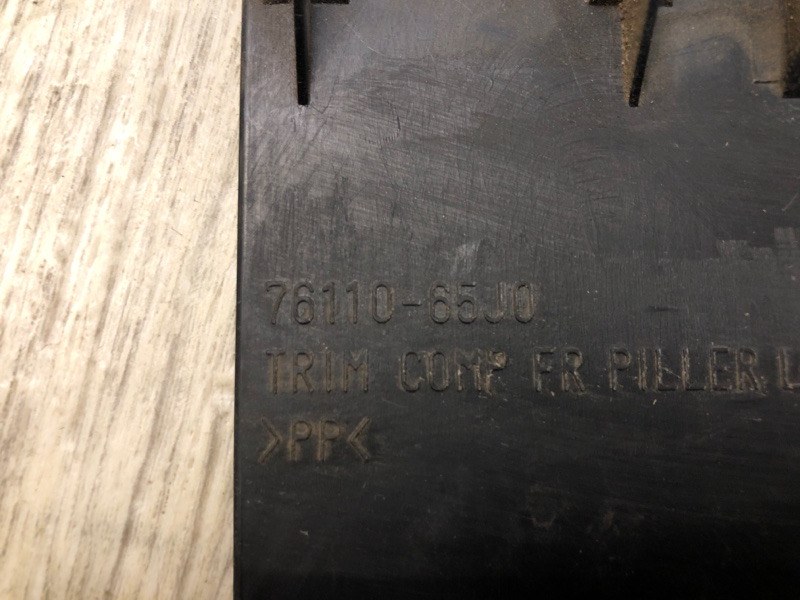 76110-65J0
TRIM COMP FR PILLER L
>PP<